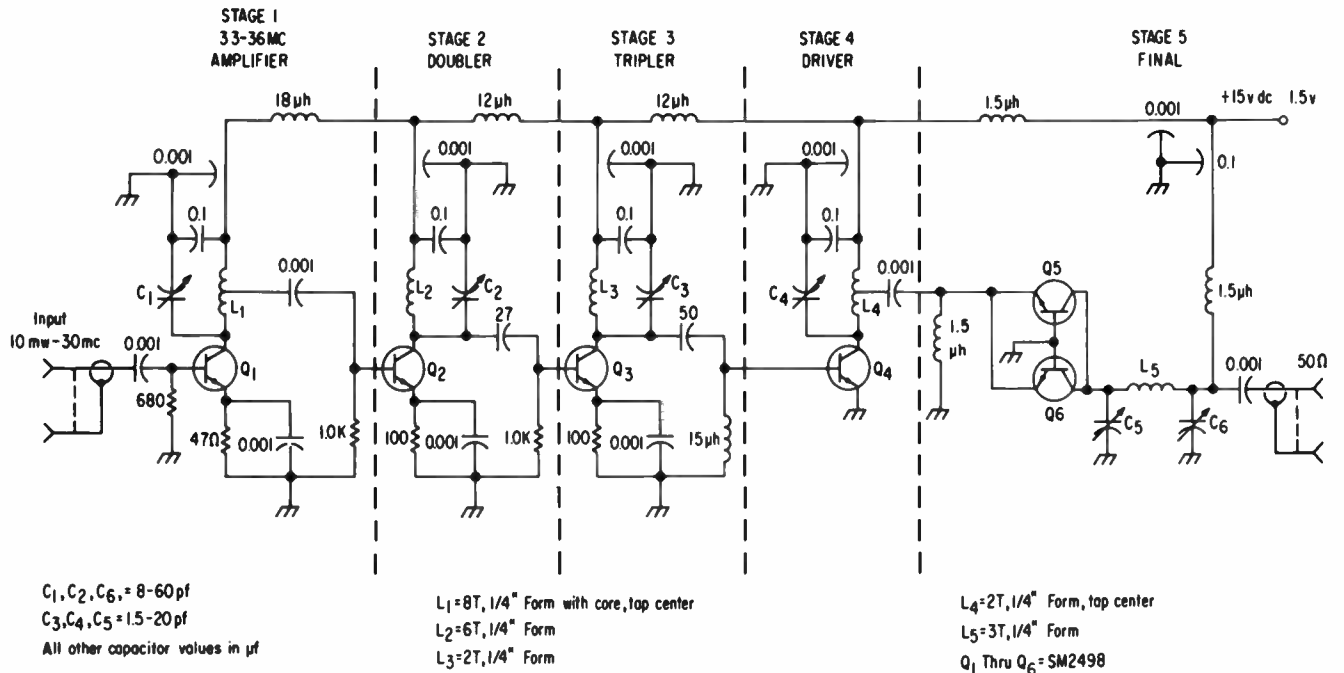 STAGE 1
33-36MC
AMPLIFIER
STAGE 2
DOUBLER
STAGE 3
TRIPLER
STAGE 4
DRIVER
STAGE 5
FINAL
18μh
12μh
12μh
1.5μh
0.001
+15v dc 1.5v
0.001
0.001
0.001
0.001
0.1
0.1
0.1
0.1
0.1
C1
L1
0.001
L2
C2
L3
C3
C4
L4
0.001
Q5
1.5μh
Input
10 mw-30mc
0.001
27
50
1.5
μh
Q1
Q2
Q3
Q4
Q6
L5
0.001
50Ω
680
47Ω
0.001
1.0K
100
0.001
1.0K
100
0.001
15μh
C5
C6
C1, C2, C6, = 8-60pf
C3, C4, C5 = 1.5-20pf
All other capacitor values in μf
L1=8T, 1/4" Form with core, tap center
L2=6T, 1/4" Form
L3=2T, 1/4" Form
L4=2T, 1/4" Form, tap center
L5=3T, 1/4" Form
Q1 Thru Q6=SM2498